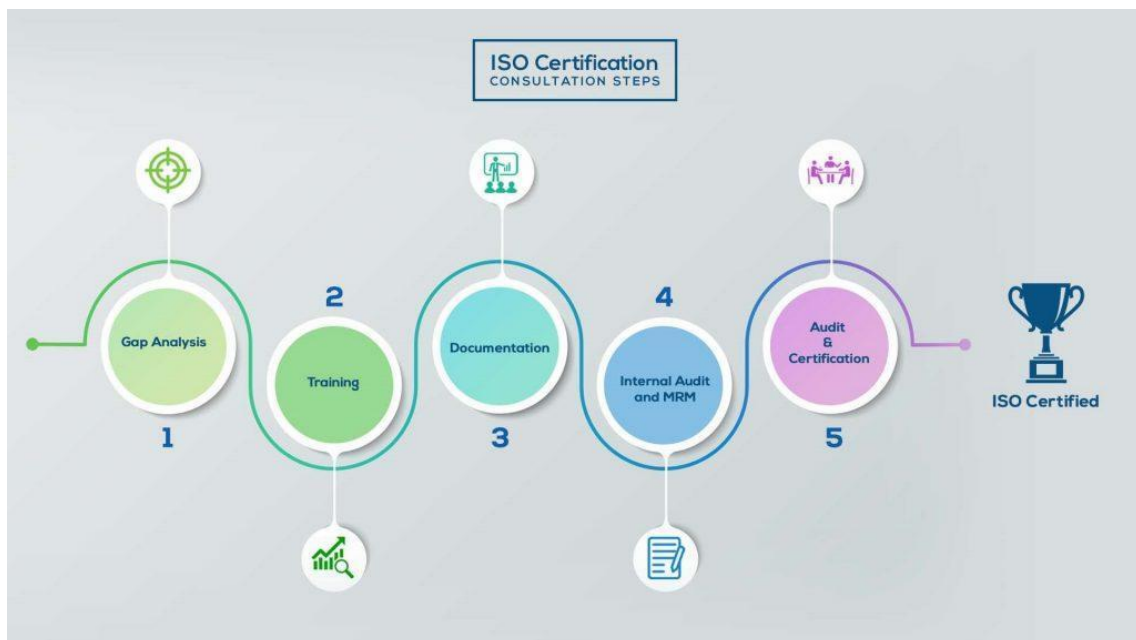 ISO Certification
CONSULTATION STEPS
Gap Analysis
1
2
Training
Documentation
3
4
Internal Audit
and MRM
Audit
&
Certification
5
ISO Certified